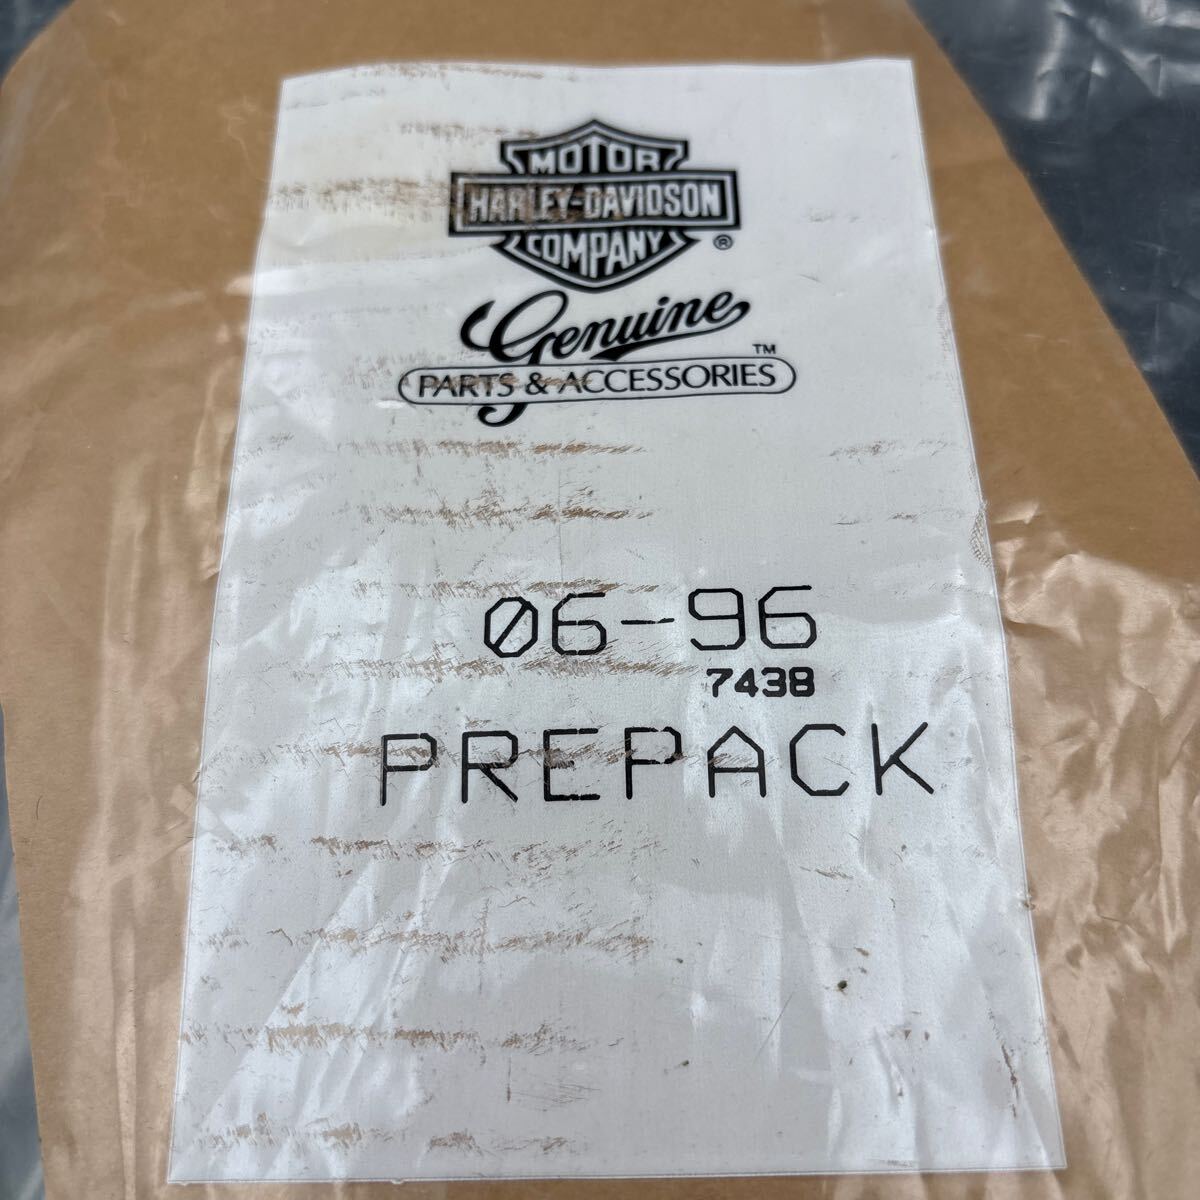 MOTOR
HARLEY-DAVIDSON
COMPANY
®
Genuine
PARTS & ACCESSORIES ™
06-96
7438
PREPACK